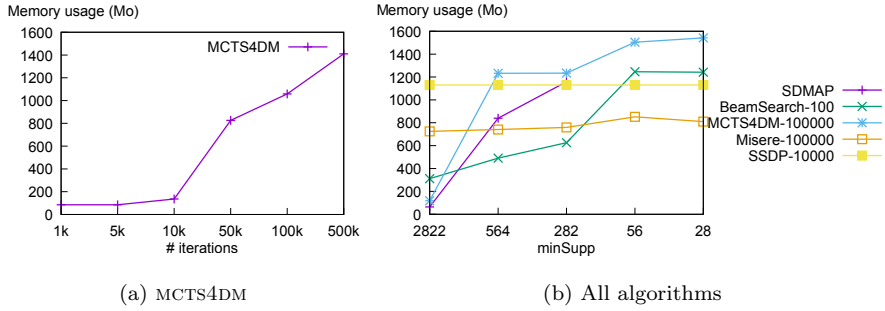 Memory usage (Mo)
1600
1400
1200
1000
800
600
400
200
0
1k 5k 10k 50k 100k 500k
# iterations
MCTS4DM
(a) MCTS4DM
Memory usage (Mo)
1600
1400
1200
1000
800
600
400
200
0
2822 564 282 56 28
minSupp
SDMAP
BeamSearch-100
MCTS4DM-100000
Misere-100000
SSDP-10000
(b) All algorithms